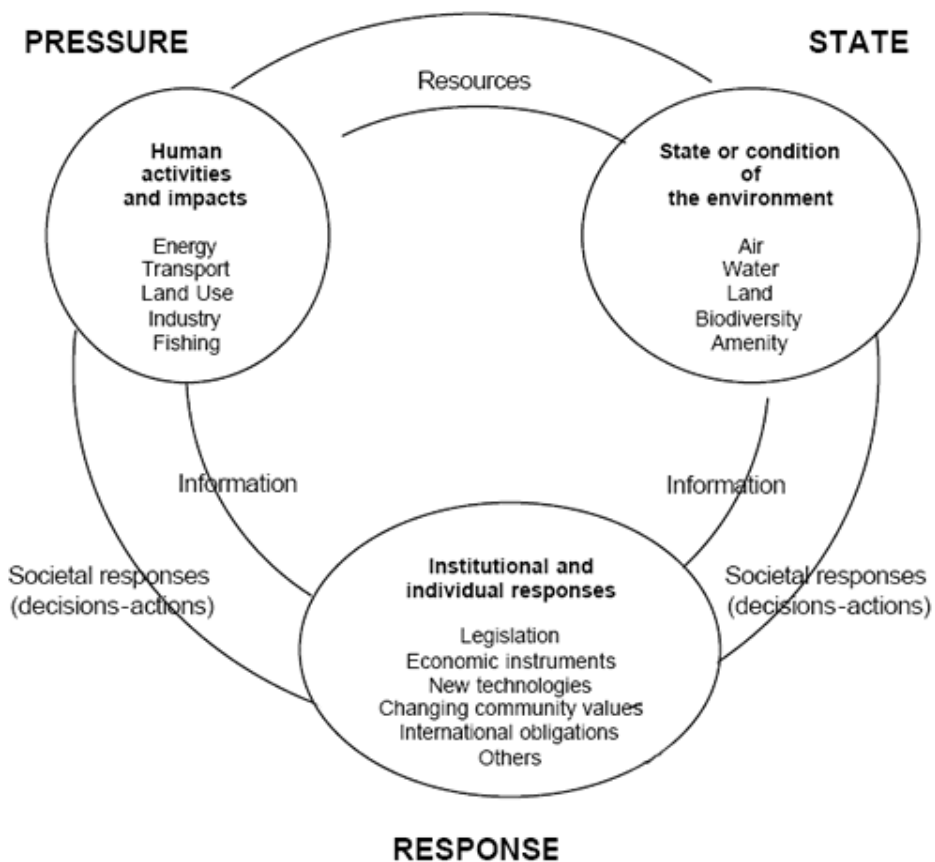 PRESSURE
STATE
Resources
Human
activities
and impacts
Energy
Transport
Land Use
Industry
Fishing
State or condition
of
the environment
Air
Water
Land
Biodiversity
Amenity
Information
Information
Societal responses
(decisions-actions)
Societal responses
(decisions-actions)
Institutional and
individual responses
Legislation
Economic instruments
New technologies
Changing community values
International obligations
Others
RESPONSE